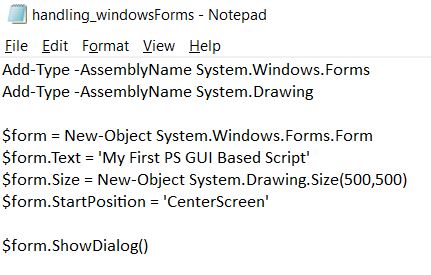 handling_windowsForms - Notepad
File Edit Format View Help
Add-Type -AssemblyName System.Windows.Forms
Add-Type -AssemblyName System.Drawing
$form = New-Object System.Windows.Forms.Form
$form.Text = 'My First PS GUI Based Script'
$form.Size = New-Object System.Drawing.Size(500,500)
$form.StartPosition = 'CenterScreen'
$form.ShowDialog()